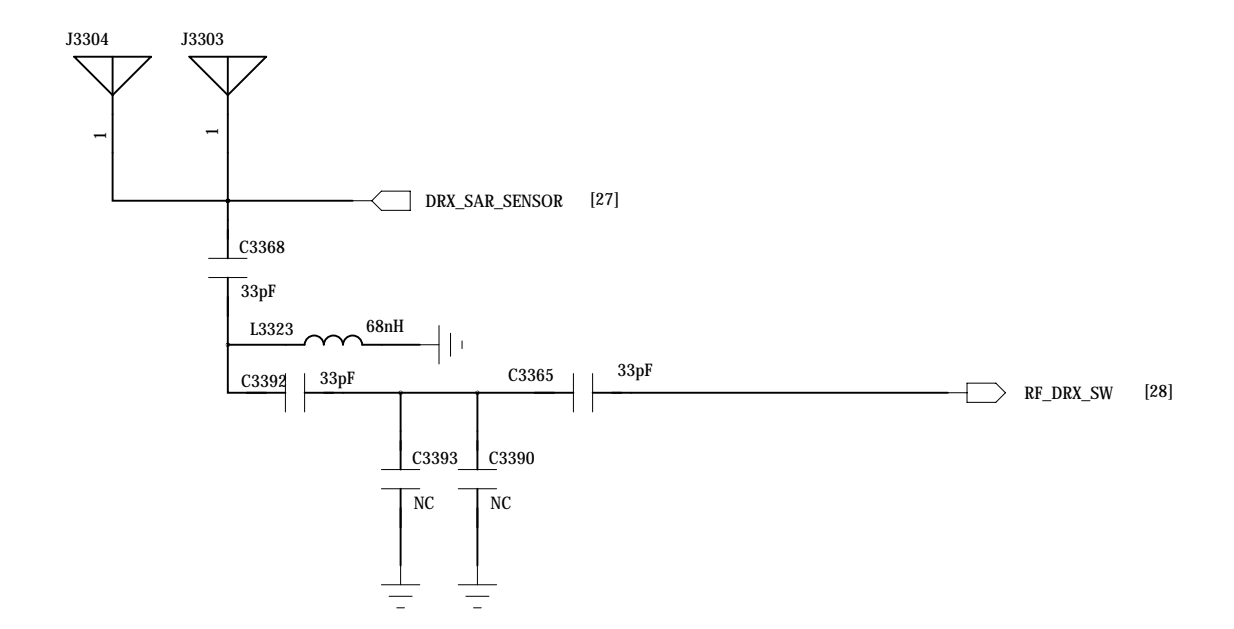 J3304
J3303
1
1
DRX_SAR_SENSOR [27]
C3368
33pF
L3323
68nH
C3392
33pF
C3365
33pF
RF_DRX_SW [28]
C3393
C3390
NC
NC